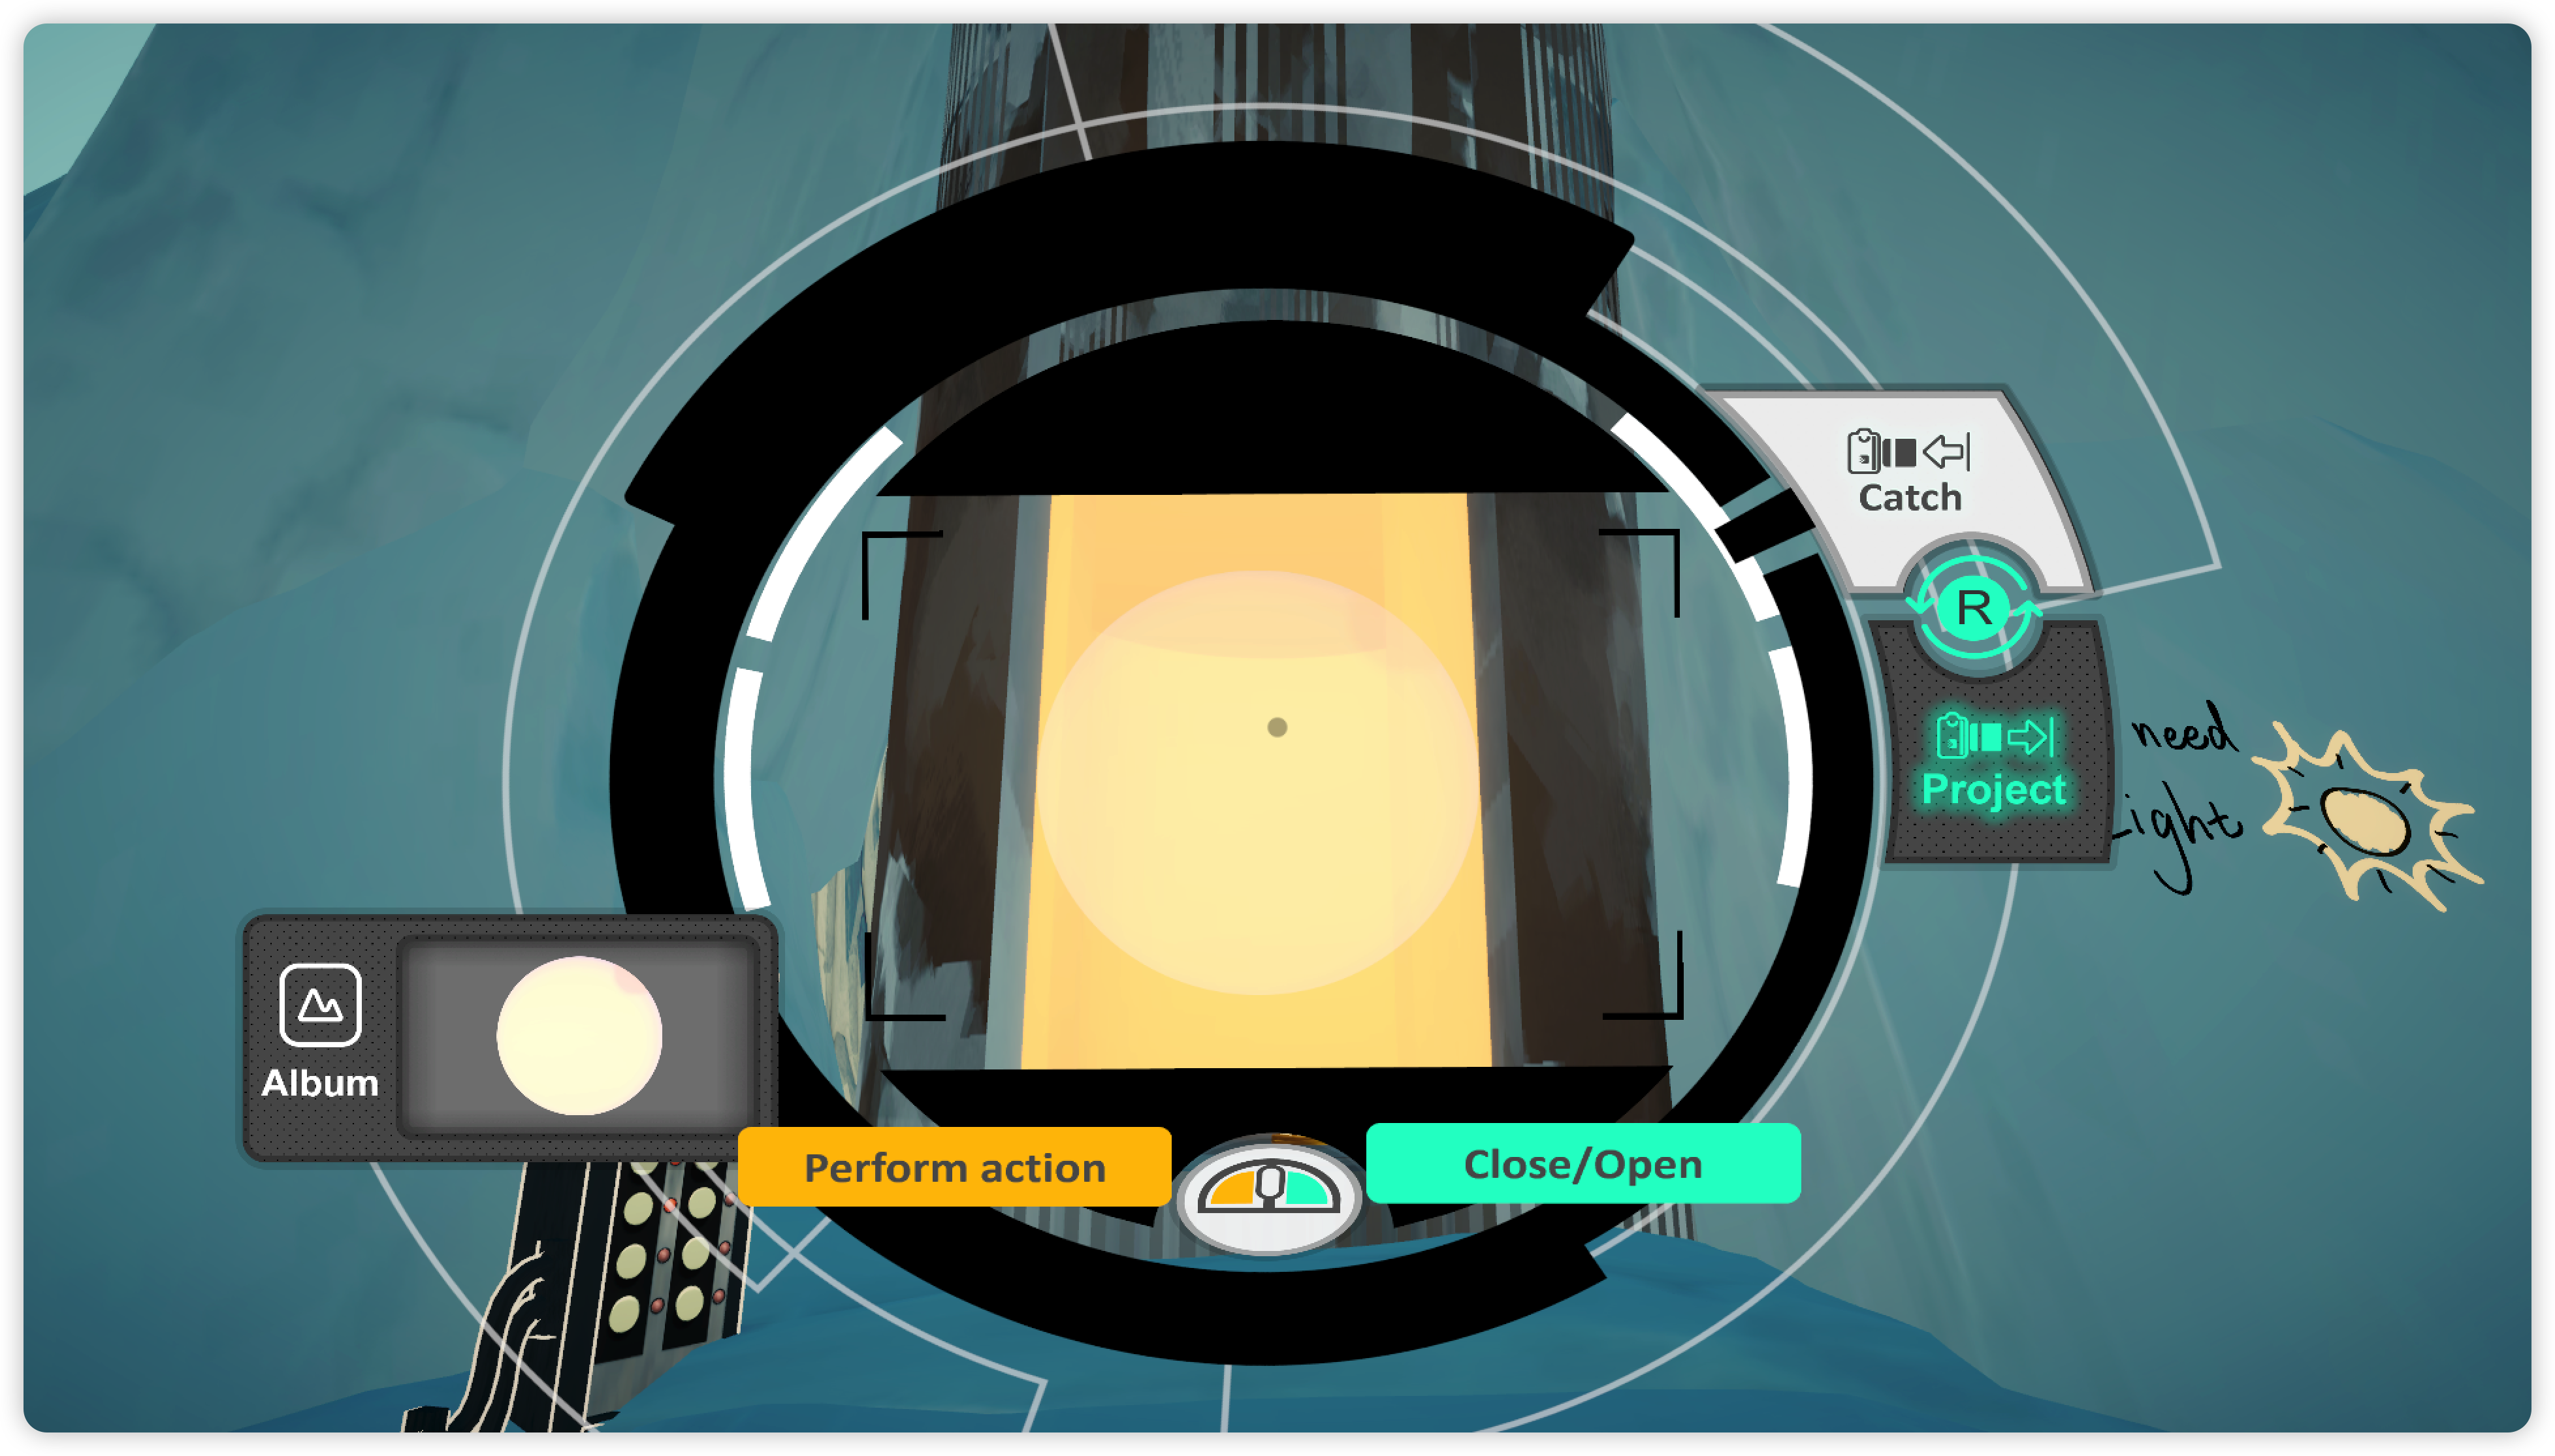 Catch
R
Project
need
light
Album
Perform action
Close/Open